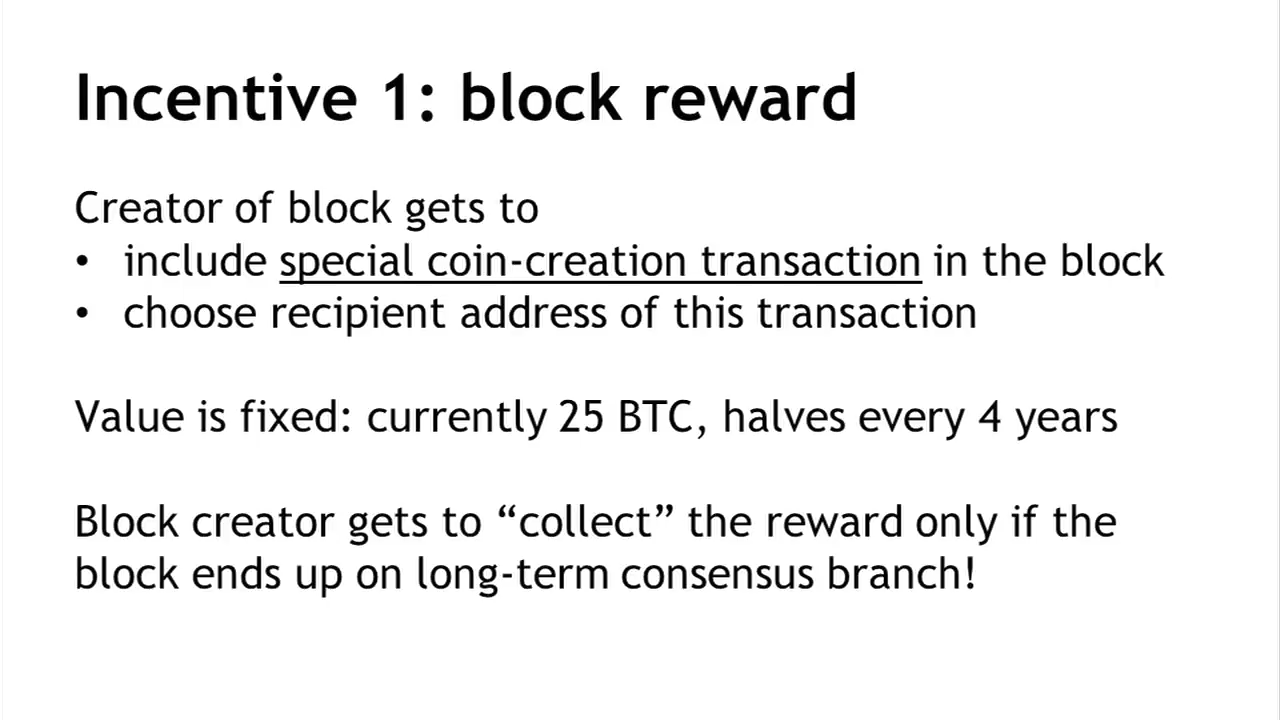 Incentive 1: block reward
Creator of block gets to
• include special coin-creation transaction in the block
• choose recipient address of this transaction
Value is fixed: currently 25 BTC, halves every 4 years
Block creator gets to “collect” the reward only if the
block ends up on long-term consensus branch!